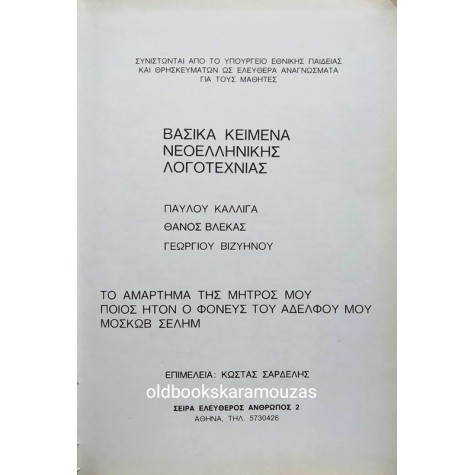 ΣΥΝΙΣΤΩΝΤΑΙ ΑΠΟ ΤΟ ΥΠΟΥΡΓΕΙΟ ΕΘΝΙΚΗΣ ΠΑΙΔΕΙΑΣ
ΚΑΙ ΘΡΗΣΚΕΥΜΑΤΩΝ ΩΣ ΕΛΕΥΘΕΡΑ ΑΝΑΓΝΩΣΜΑΤΑ
ΓΙΑ ΤΟΥΣ ΜΑΘΗΤΕΣ
ΒΑΣΙΚΑ ΚΕΙΜΕΝΑ
ΝΕΟΕΛΛΗΝΙΚΗΣ
ΛΟΓΟΤΕΧΝΙΑΣ
ΠΑΥΛΟΥ ΚΑΛΛΙΓΑ
ΘΑΝΟΣ ΒΛΕΚΑΣ
ΓΕΩΡΓΙΟΥ ΒΙΖΥΗΝΟΥ
ΤΟ ΑΜΑΡΤΗΜΑ ΤΗΣ ΜΗΤΡΟΣ ΜΟΥ
ΠΟΙΟΣ ΗΤΟΝ Ο ΦΟΝΕΥΣ ΤΟΥ ΑΔΕΛΦΟΥ ΜΟΥ
ΜΟΣΚΩΒ ΣΕΛΗΜ
ΕΠΙΜΕΛΕΙΑ: ΚΩΣΤΑΣ ΣΑΡΔΕΛΗΣ
oldbookskaramouzas
ΣΕΙΡΑ ΕΛΕΥΘΕΡΟΣ ΑΝΘΡΩΠΟΣ 2
ΑΘΗΝΑ, ΤΗΛ. 5730426